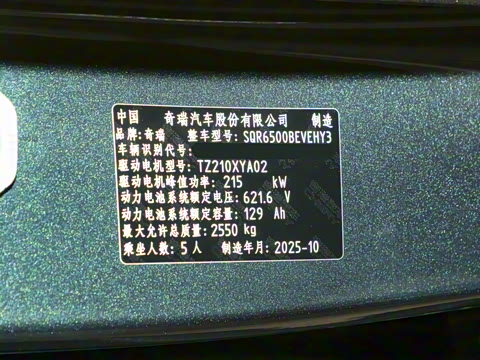 中国 奇瑞汽车股份有限公司 制造
品牌:奇瑞 整车型号:SQR6500BEVEHY3
车辆识别代号:
驱动电机型号:TZ210XYA02
驱动电机峰值功率:215 kW
动力电池系统额定电压:621.6 V
动力电池系统额定容量:129 Ah
最大允许总质量:2550 kg
乘坐人数:5人 制造年月:2025-10